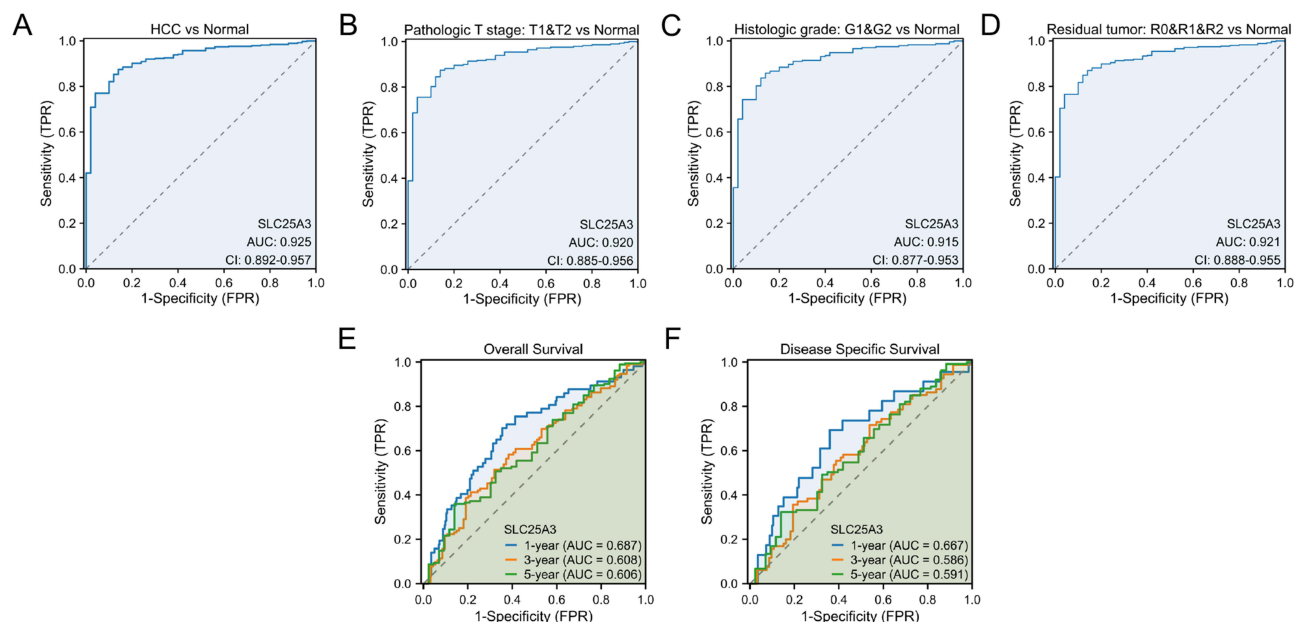 A
HCC vs Normal
1.0
0.8
0.6
0.4
0.2
0.0
Sensitivity (TPR)
SLC25A3
AUC: 0.925
CI: 0.892-0.957
0.0 0.2 0.4 0.6 0.8 1.0
1-Specificity (FPR)
B
Pathologic T stage: T1&T2 vs Normal
1.0
0.8
0.6
0.4
0.2
0.0
Sensitivity (TPR)
SLC25A3
AUC: 0.920
CI: 0.885-0.956
0.0 0.2 0.4 0.6 0.8 1.0
1-Specificity (FPR)
C
Histologic grade: G1&G2 vs Normal
1.0
0.8
0.6
0.4
0.2
0.0
Sensitivity (TPR)
SLC25A3
AUC: 0.915
CI: 0.877-0.953
0.0 0.2 0.4 0.6 0.8 1.0
1-Specificity (FPR)
D
Residual tumor: R0&R1&R2 vs Normal
1.0
0.8
0.6
0.4
0.2
0.0
Sensitivity (TPR)
SLC25A3
AUC: 0.921
CI: 0.888-0.955
0.0 0.2 0.4 0.6 0.8 1.0
1-Specificity (FPR)
E
Overall Survival
1.0
0.8
0.6
0.4
0.2
0.0
Sensitivity (TPR)
SLC25A3
1-year (AUC = 0.687)
3-year (AUC = 0.608)
5-year (AUC = 0.606)
0.0 0.2 0.4 0.6 0.8 1.0
1-Specificity (FPR)
F
Disease Specific Survival
1.0
0.8
0.6
0.4
0.2
0.0
Sensitivity (TPR)
SLC25A3
1-year (AUC = 0.667)
3-year (AUC = 0.586)
5-year (AUC = 0.591)
0.0 0.2 0.4 0.6 0.8 1.0
1-Specificity (FPR)